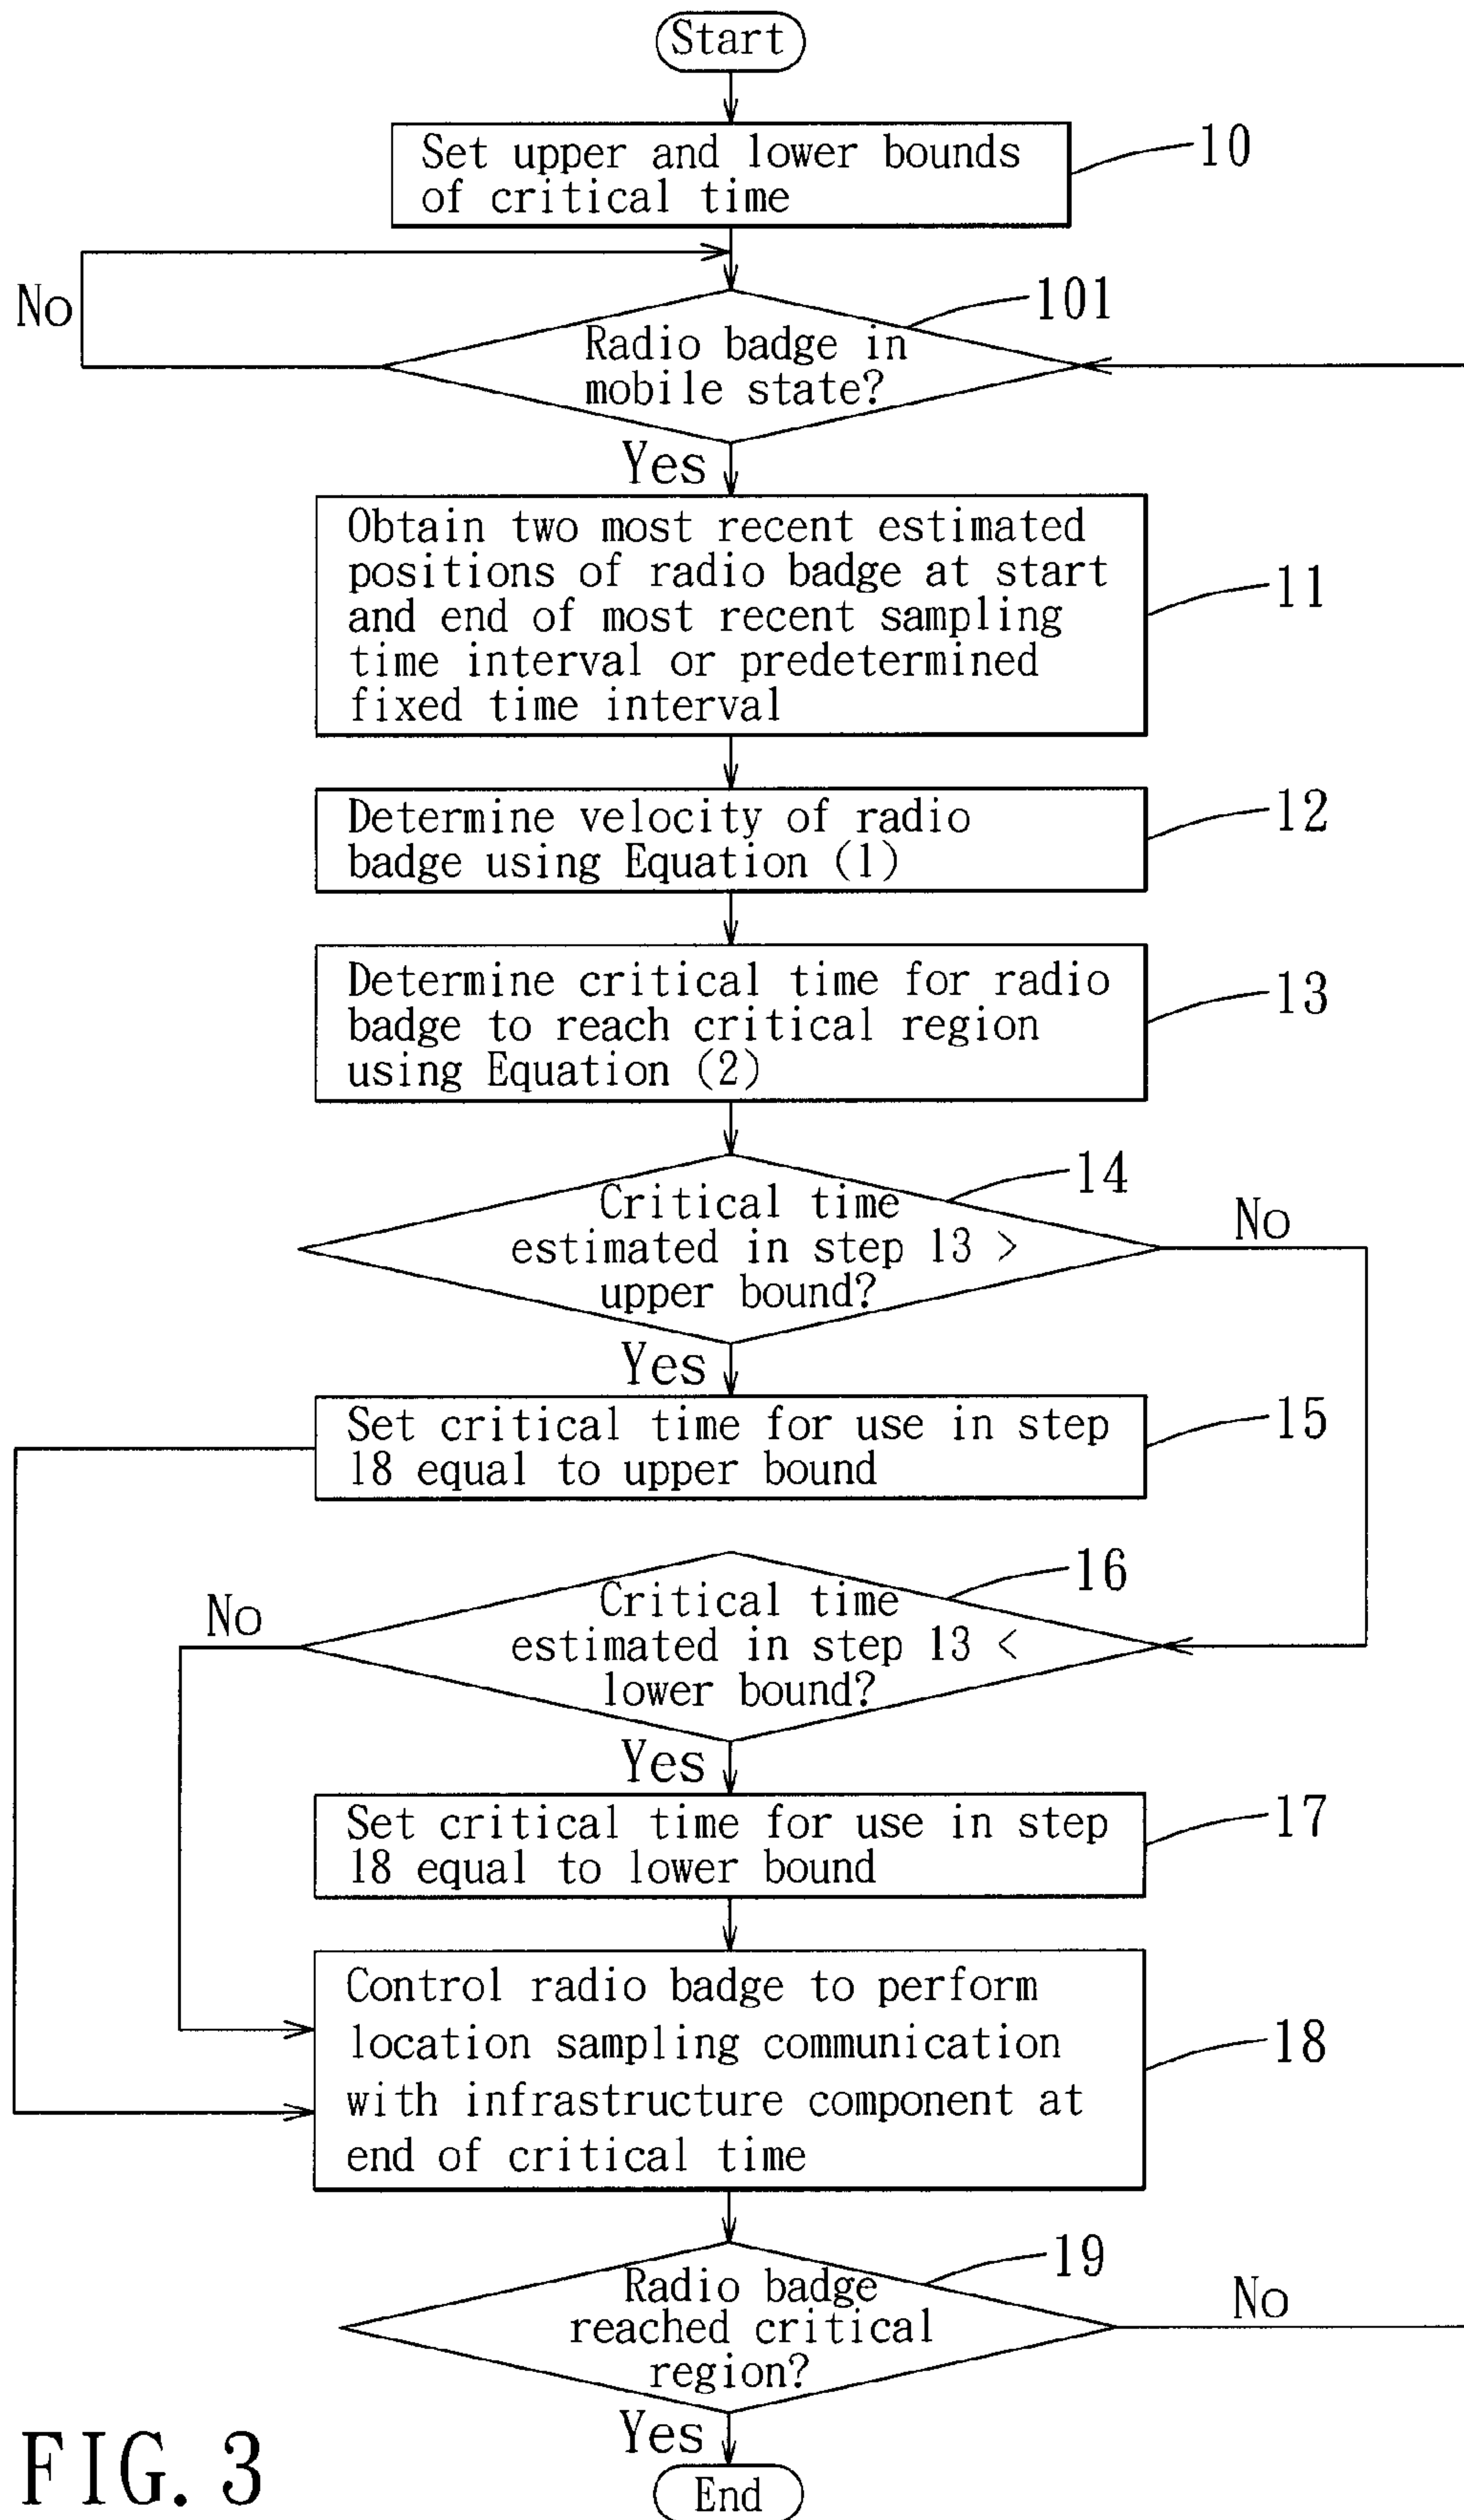 Start
Set upper and lower bounds
of critical time
10
No
101
Radio badge in
mobile state?
Yes
Obtain two most recent estimated
positions of radio badge at start
and end of most recent sampling
time interval or predetermined
fixed time interval
11
Determine velocity of radio
badge using Equation (1)
12
Determine critical time for radio
badge to reach critical region
using Equation (2)
13
14
Critical time
estimated in step 13 >
upper bound?
No
Yes
Set critical time for use in step
18 equal to upper bound
15
16
Critical time
estimated in step 13 <
lower bound?
No
Yes
Set critical time for use in step
18 equal to lower bound
17
Control radio badge to perform
location sampling communication
with infrastructure component at
end of critical time
18
19
Radio badge
reached critical
region?
No
Yes
End
FIG. 3